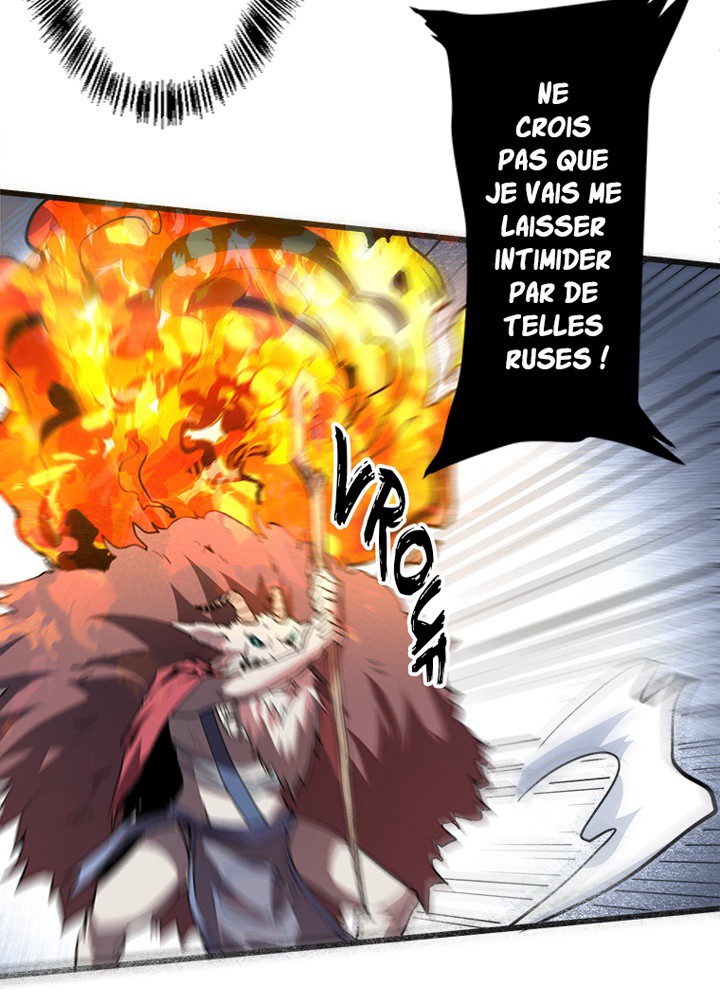 NE
CROIS
PAS QUE
JE VAIS ME
LAISSER
INTIMIDER
PAR DE
TELLES
RUSES !
VROUF